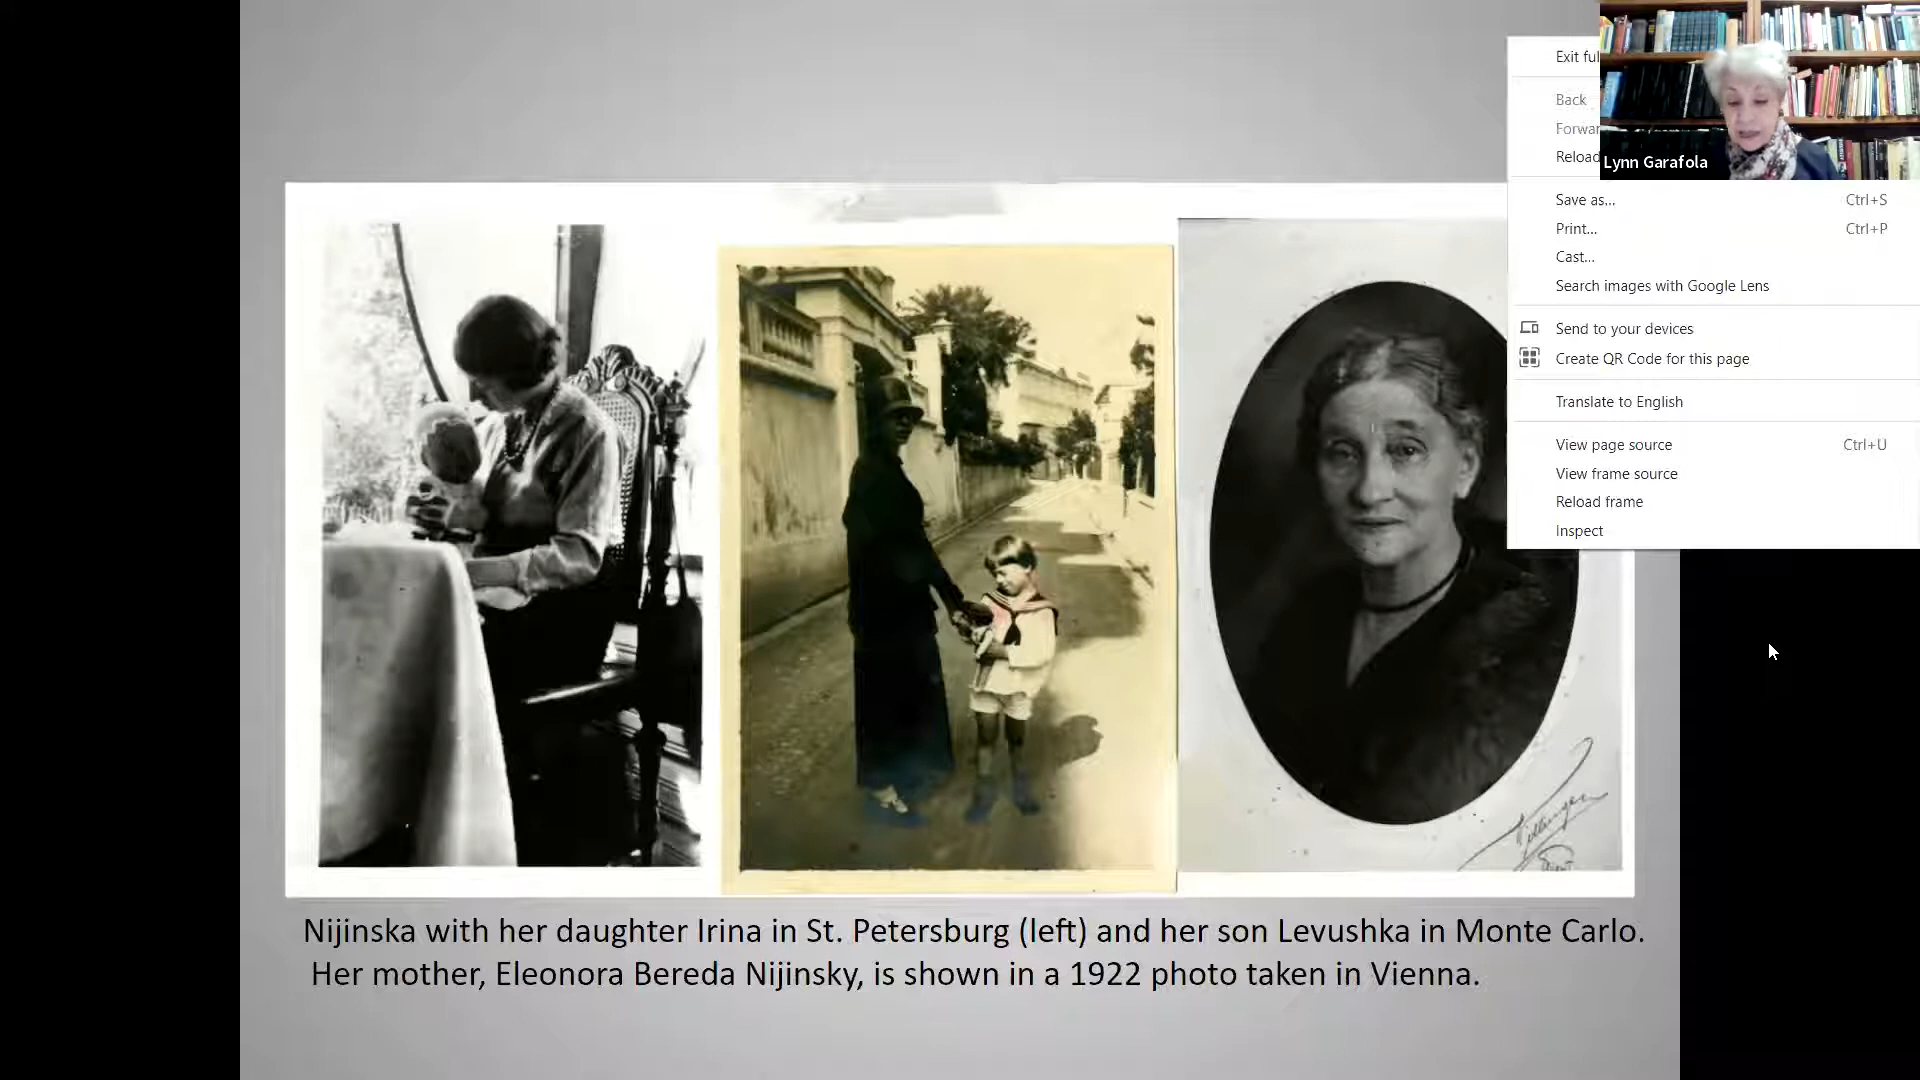 Exit ful
Back
Forwar
Reload
Lynn Garafola
Save as... Ctrl+S
Print... Ctrl+P
Cast...
Search images with Google Lens
Send to your devices
Create QR Code for this page
Translate to English
View page source Ctrl+U
View frame source
Reload frame
Inspect
Nijinska with her daughter Irina in St. Petersburg (left) and her son Levushka in Monte Carlo.
Her mother, Eleonora Bereda Nijinsky, is shown in a 1922 photo taken in Vienna.